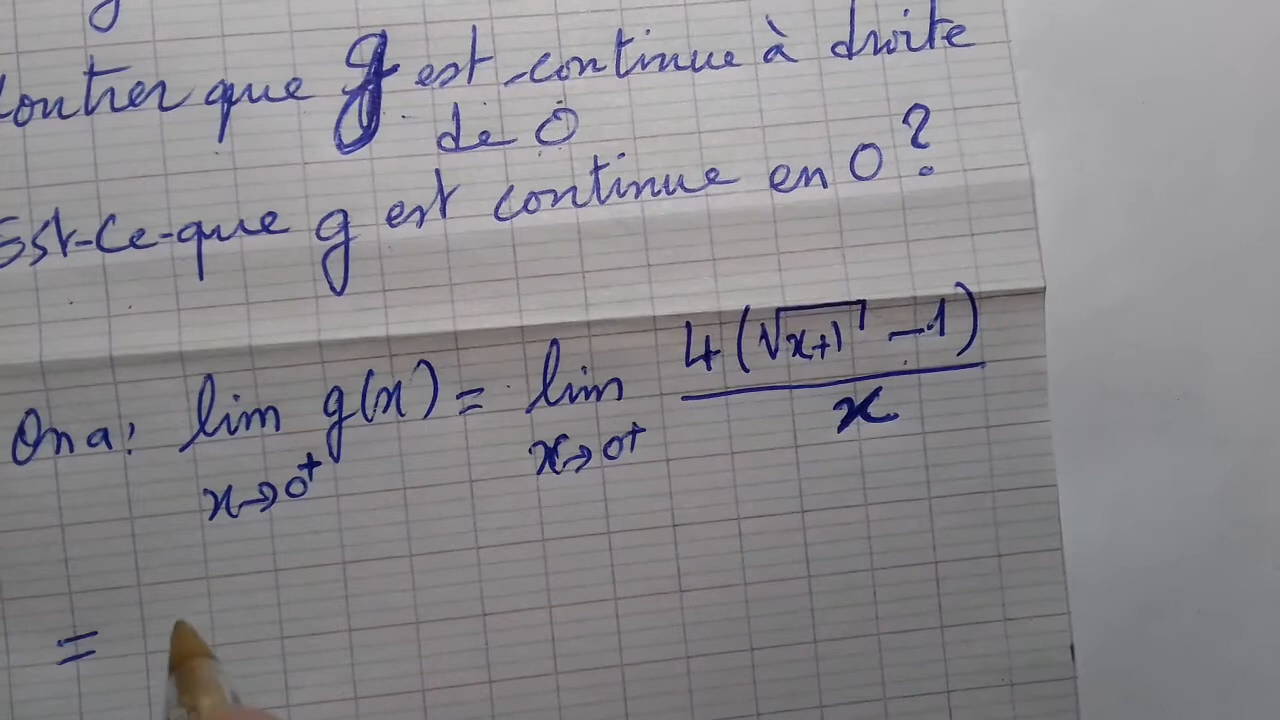 ontrer que g est continue à droite
de 0
Est-ce-que g est continue en 0 ?
On a : lim g(x) = lim 4(√x+1 - 1)
x
x→0+ x→0+
=